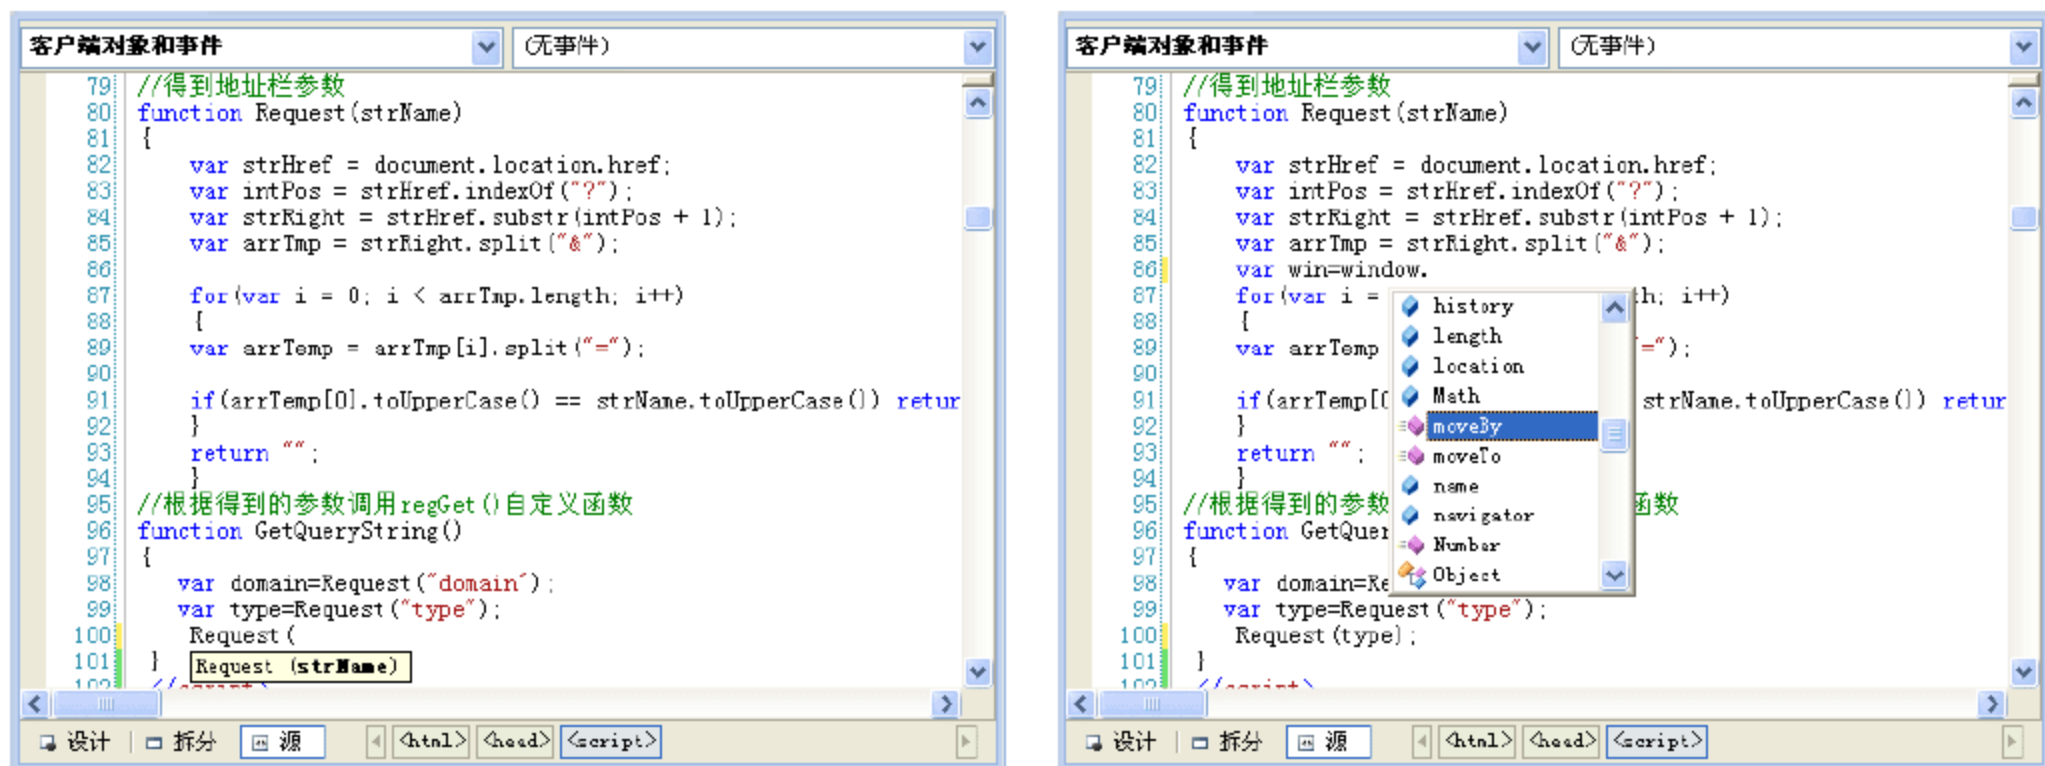 客户端对象和事件
(无事件)
79 //得到地址栏参数
80 function Request(strName)
81 {
82 var strHref = document.location.href;
83 var intPos = strHref.indexOf("?");
84 var strRight = strHref.substr(intPos + 1);
85 var arrTmp = strRight.split("&");
86
87 for(var i = 0; i < arrTmp.length; i++)
88 {
89 var arrTemp = arrTmp[i].split("=");
90
91 if(arrTemp[0].toUpperCase() == strName.toUpperCase()) retur
92 }
93 return "";
94 }
95 //根据得到的参数调用regGet()自定义函数
96 function GetQueryString()
97 {
98 var domain=Request("domain");
99 var type=Request("type");
100 Request(
101 }
Request (strName)
102 </script>
设计 拆分 源 <html> <head> <script>
客户端对象和事件
(无事件)
79 //得到地址栏参数
80 function Request(strName)
81 {
82 var strHref = document.location.href;
83 var intPos = strHref.indexOf("?");
84 var strRight = strHref.substr(intPos + 1);
85 var arrTmp = strRight.split("&");
86 var win=window.
87 for(var i = th; i++)
88 {
89 var arrTemp "=");
90
91 if(arrTemp[0 strName.toUpperCase()) retur
92 }
93 return "";
94 }
95 //根据得到的参数 函数
96 function GetQuer
97 {
98 var domain=Re
99 var type=Request("type");
100 Request(type);
101 }
102 </script>
history
length
location
Math
moveBy
moveTo
name
navigator
Number
Object
设计 拆分 源 <html> <head> <script>